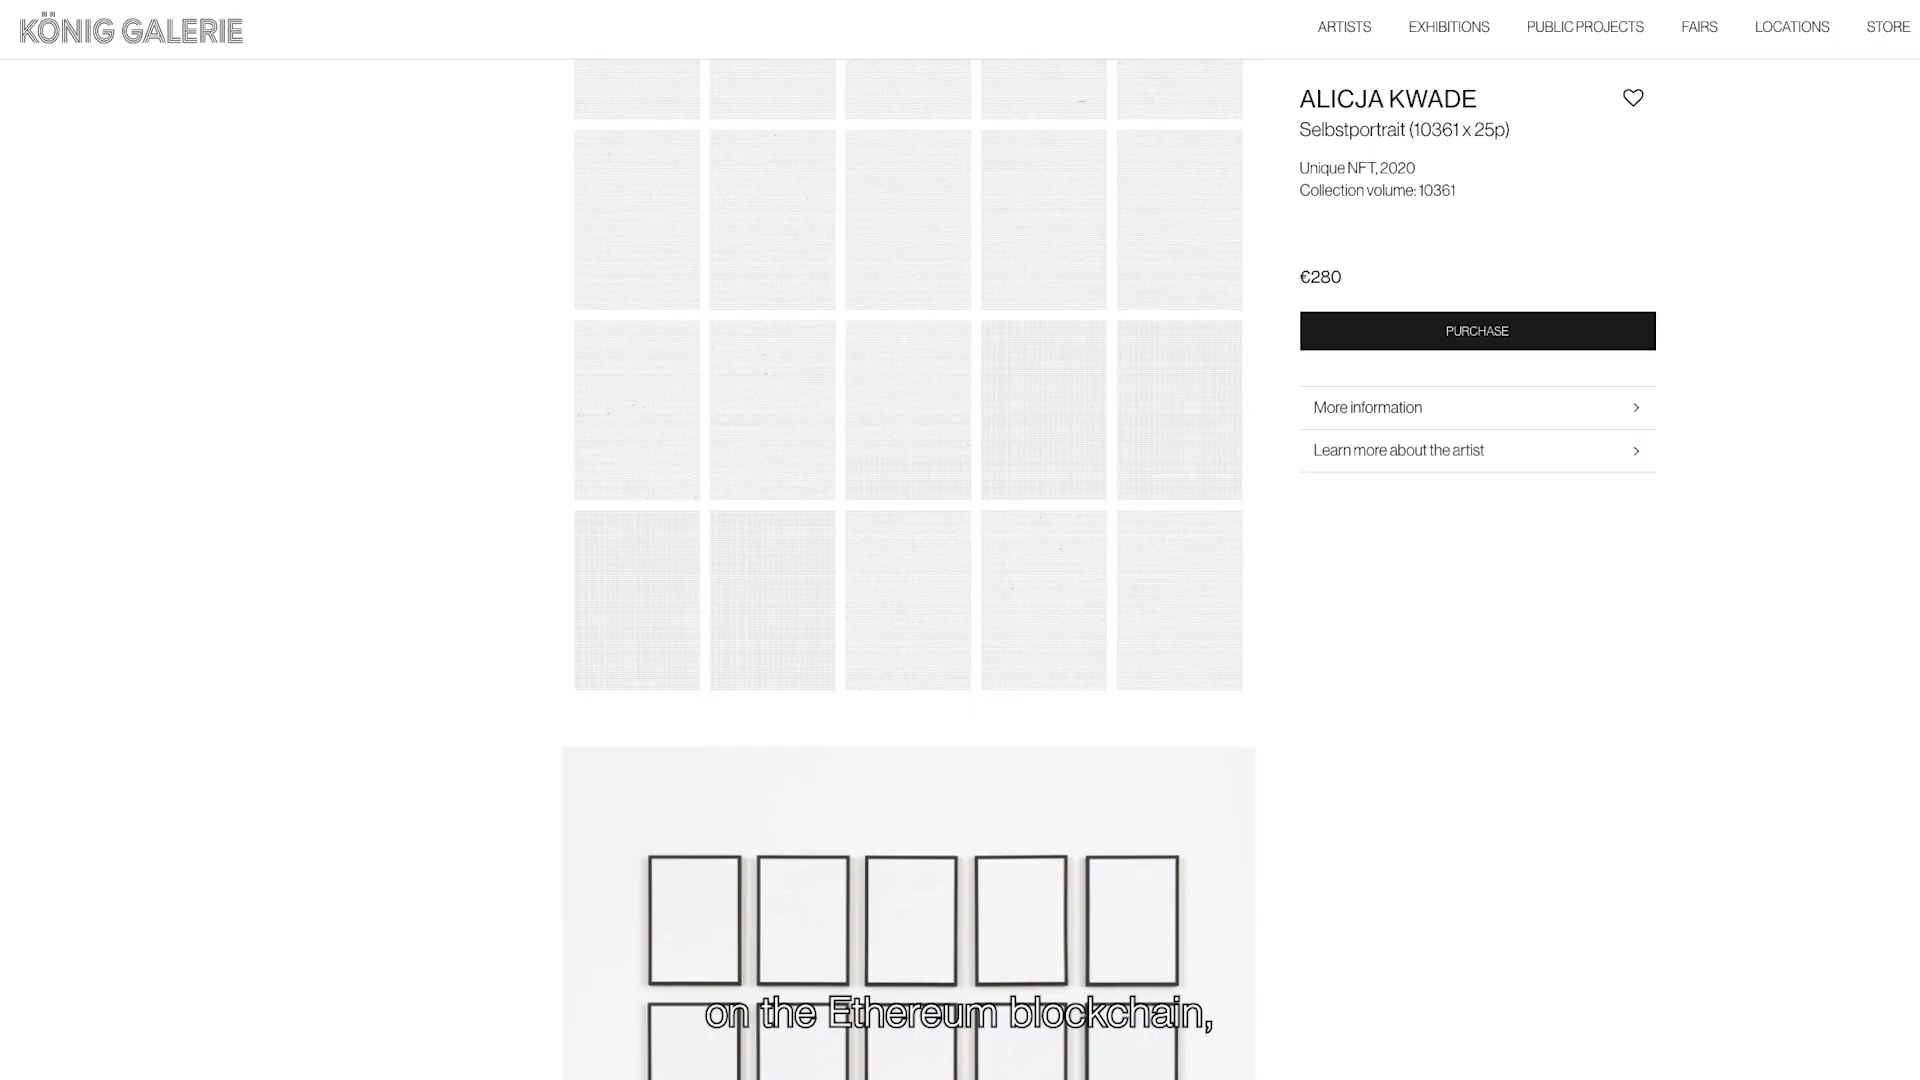 KÖNIG GALERIE
ARTISTS
EXHIBITIONS
PUBLIC PROJECTS
FAIRS
LOCATIONS
STORE
ALICJA KWADE
Selbstportrait (10361 x 25p)
Unique NFT, 2020
Collection volume: 10361
€280
PURCHASE
More information
Learn more about the artist
on the Ethereum blockchain,